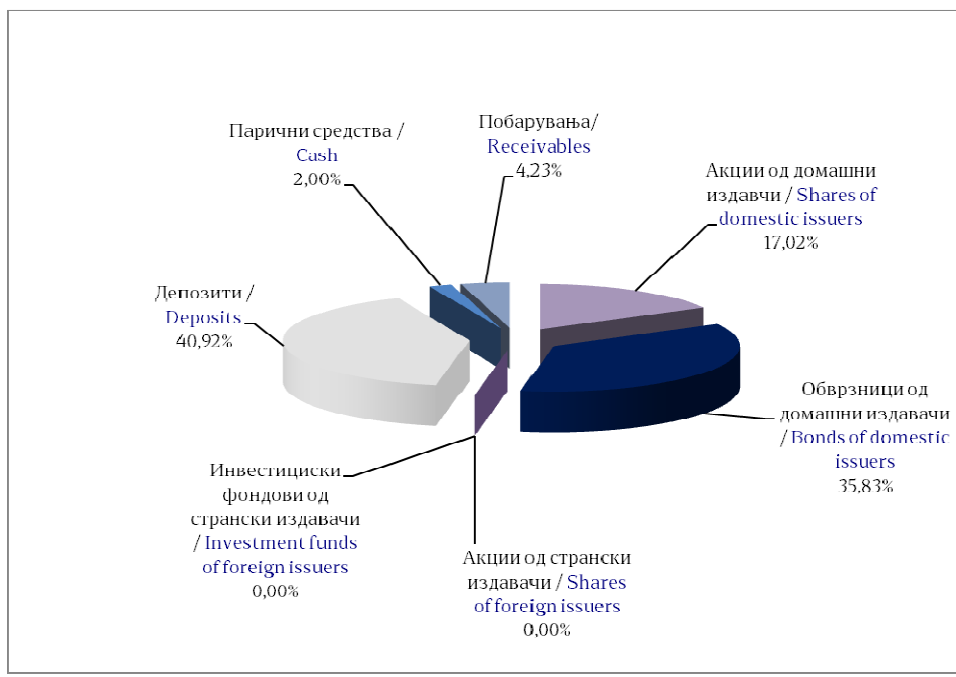 Парични средства /
Cash
2,00%
Побарувања/
Receivables
4,23%
Акции од домашни
издавчи / Shares of
domestic issuers
17,02%
Депозити /
Deposits
40,92%
Обврзници од
домашни издавачи
/ Bonds of domestic
issuers
35,83%
Инвестициски
фондови од
странски издавачи
/ Investment funds
of foreign issuers
0,00%
Акции од странски
издавачи / Shares
of foreign issuers
0,00%